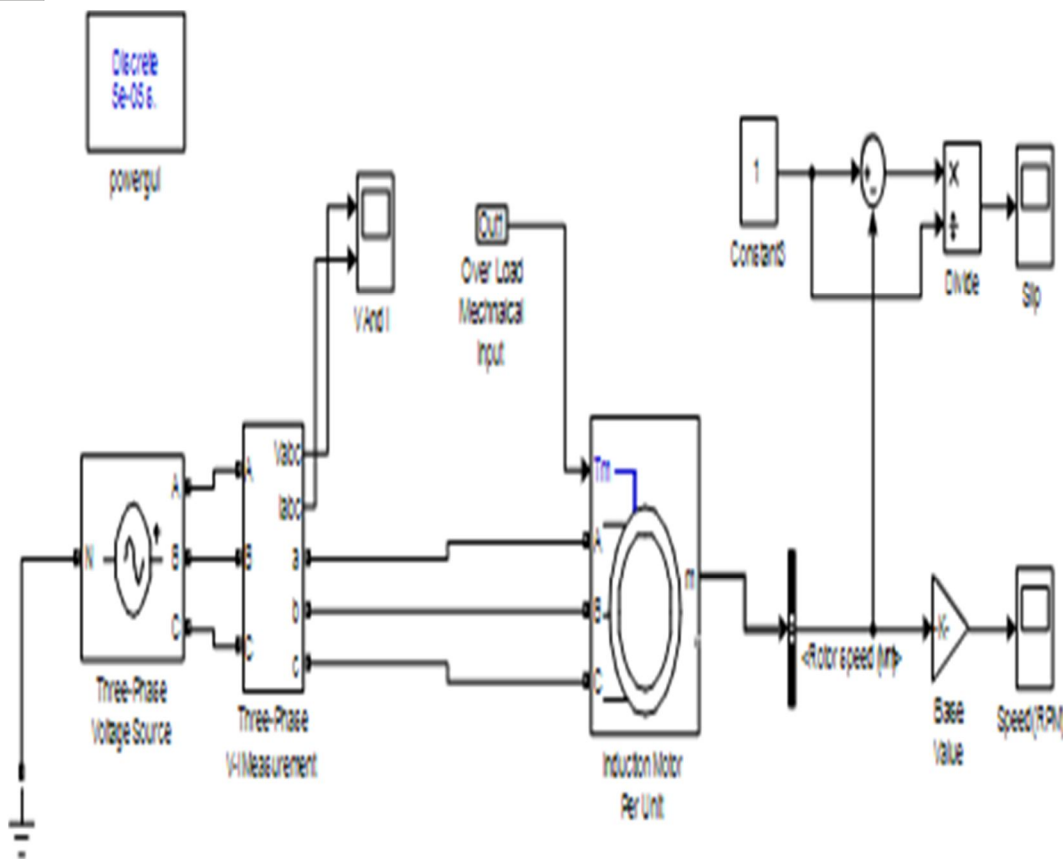 Discrete
5e-05 s.
powergui
V And I
Out1
Over Load
Mechnaical
Input
1
Constant3
+
-
×
÷
Divide
Slip
N
A
B
C
Three-Phase
Voltage Source
A
B
C
Vabc
Iabc
a
b
c
Three-Phase
V-I Measurement
Tm
A
B
C
m
Induction Motor
Per Unit
<Rotor speed (wm)>
-K-
Base
Value
Speed(RPM)